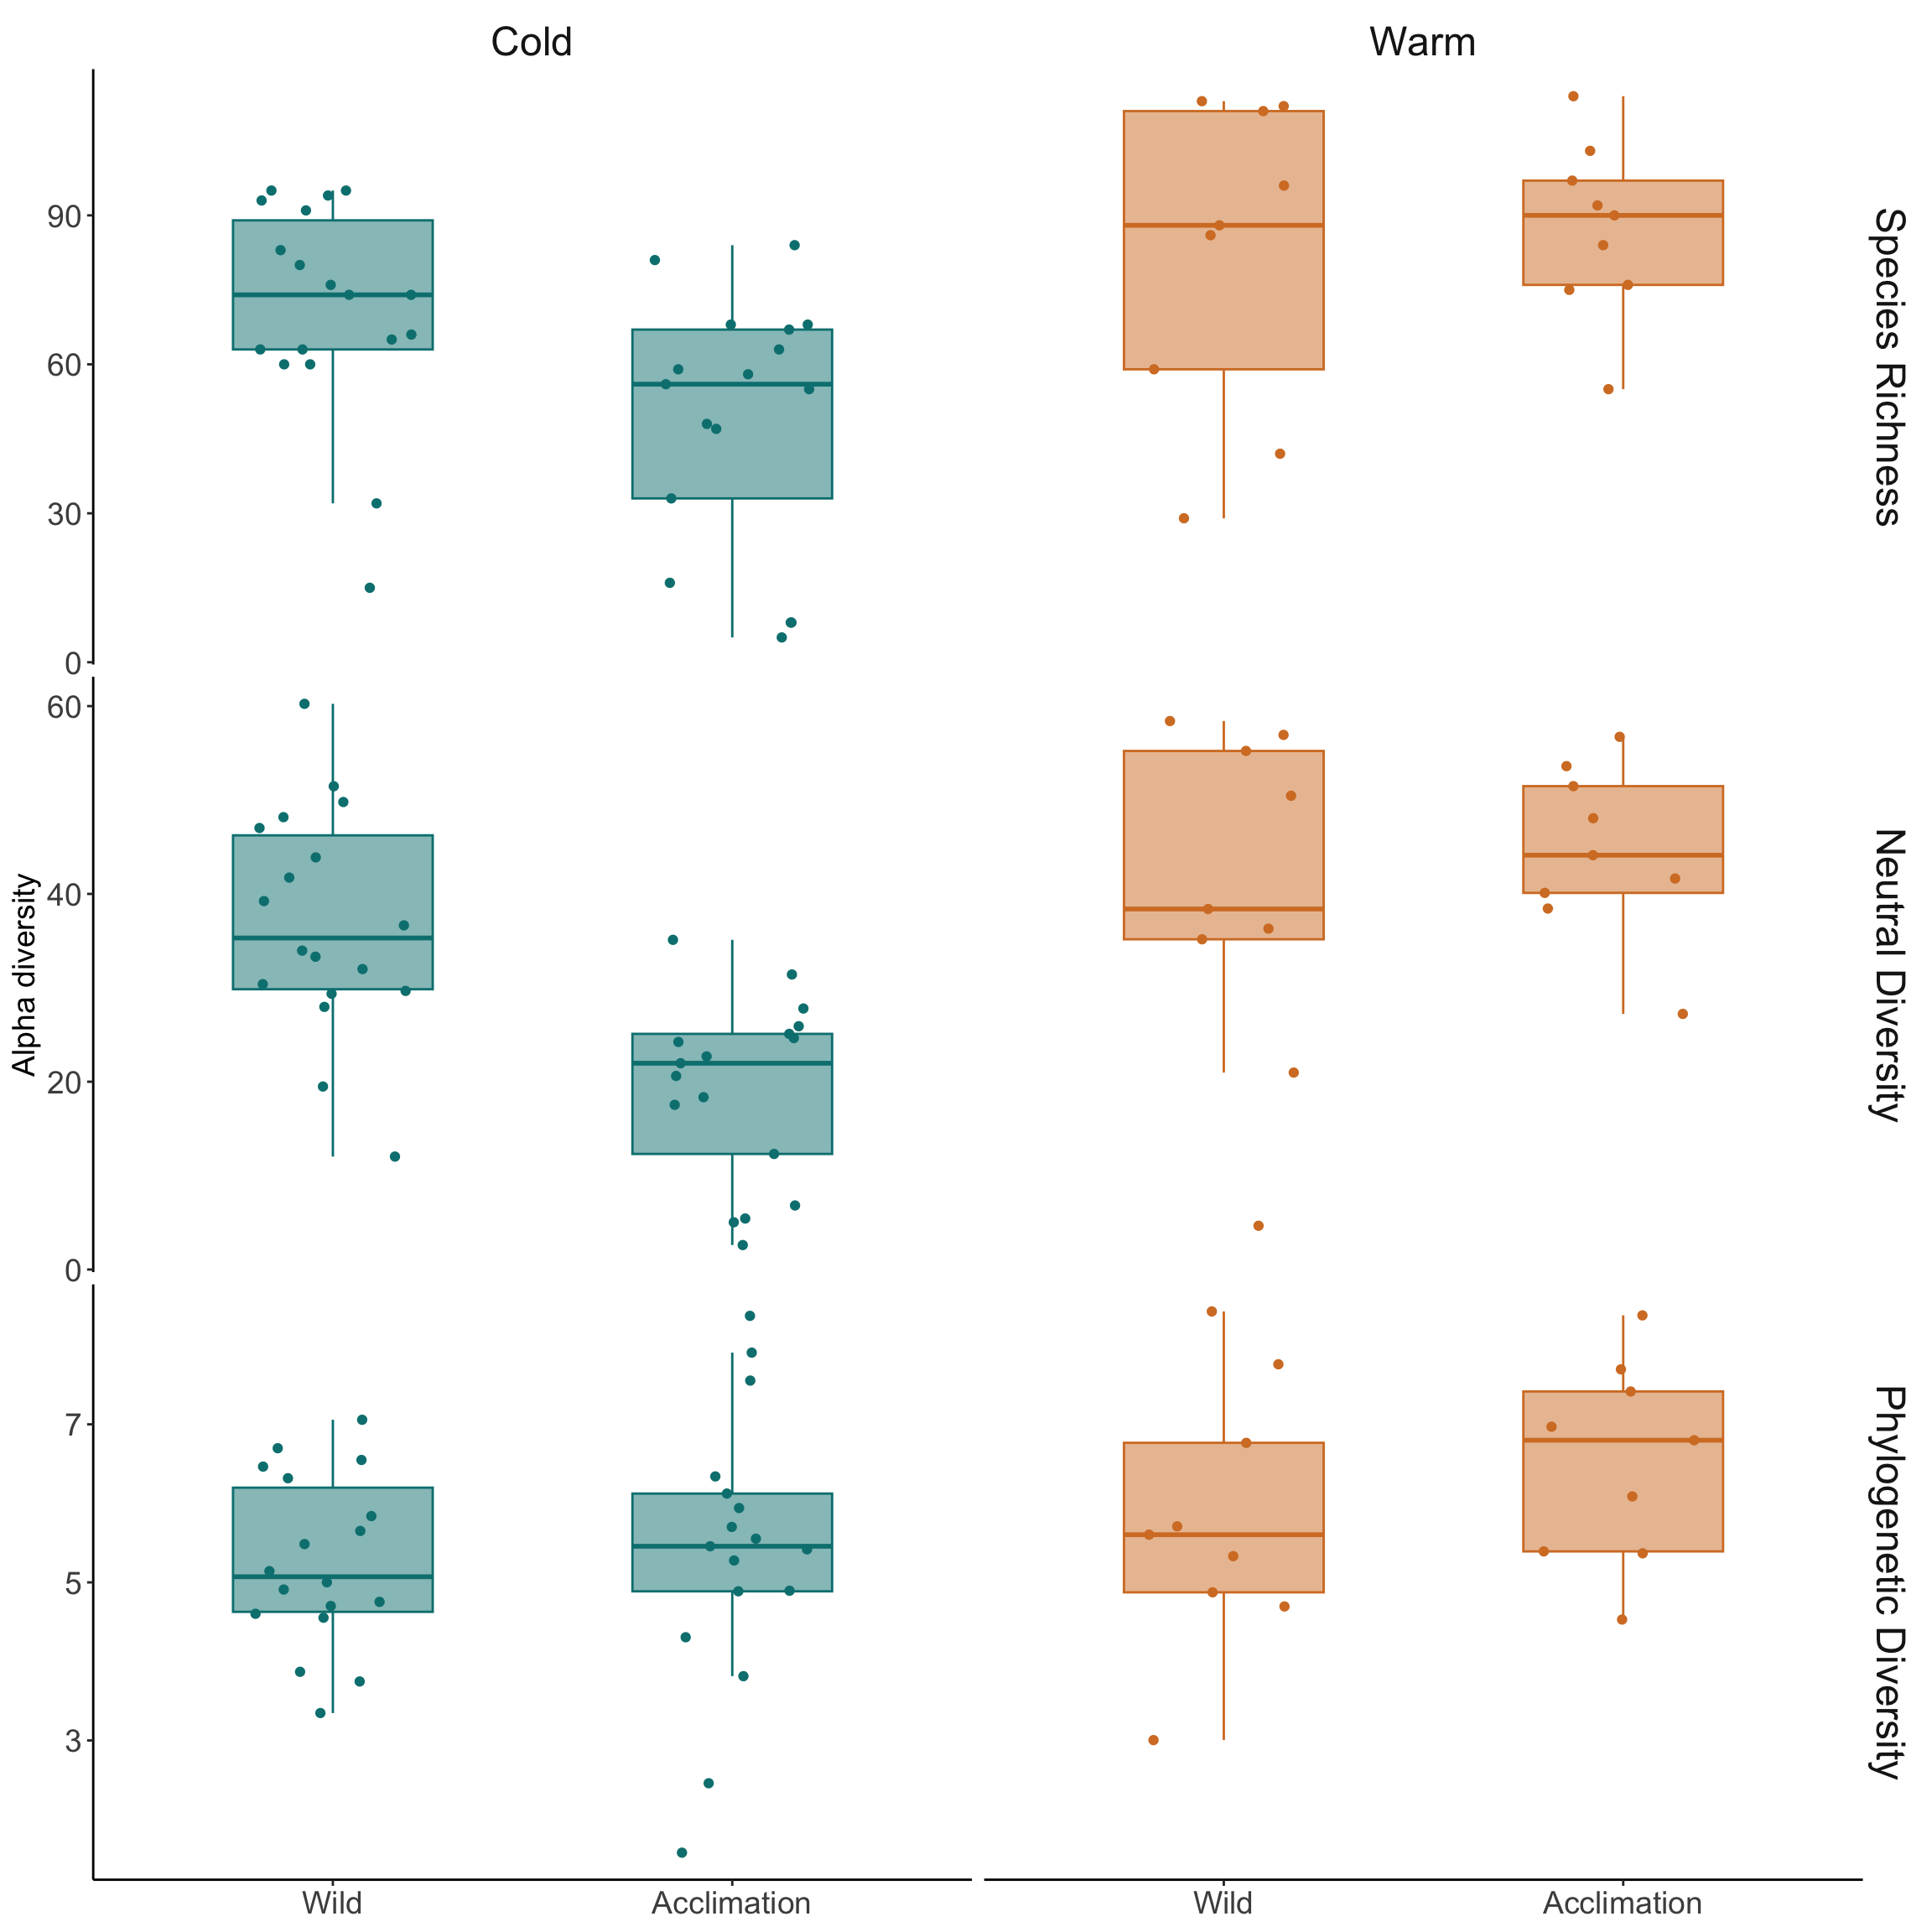 Cold
Warm
90
60
30
0
Species Richness
60
40
20
0
Neutral Diversity
Alpha diversity
7
5
3
Phylogenetic Diversity
Wild
Acclimation
Wild
Acclimation